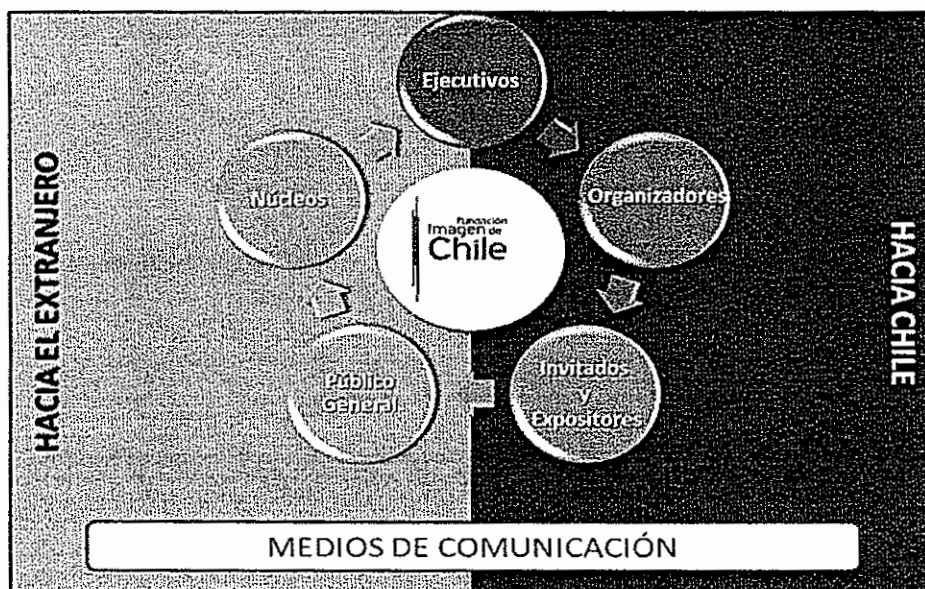 Ejecutivos
Núcleos
Organizadores
Fundación
Imagen de
Chile
Público
General
Invitados
y
Expositores
HACIA EL EXTRANJERO
HACIA CHILE
MEDIOS DE COMUNICACIÓN